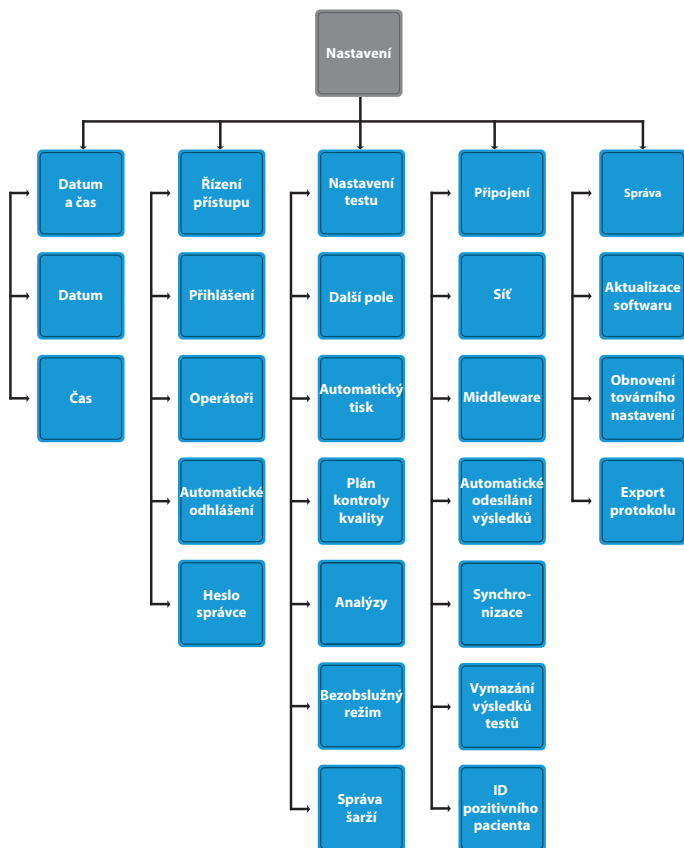 Nastavení
Datum
a čas
Řízení
přístupu
Nastavení
testu
Připojení
Správa
Datum
Přihlášení
Další pole
Síť
Aktualizace
softwaru
Čas
Operátoři
Automatický
tisk
Middleware
Obnovení
továrního
nastavení
Automatické
odhlášení
Plán
kontroly
kvality
Automatické
odesílání
výsledků
Export
protokolu
Heslo
správce
Analýzy
Synchro-
nizace
Bezobslužný
režim
Vymazání
výsledků
testů
Správa
šarží
ID
pozitivního
pacienta